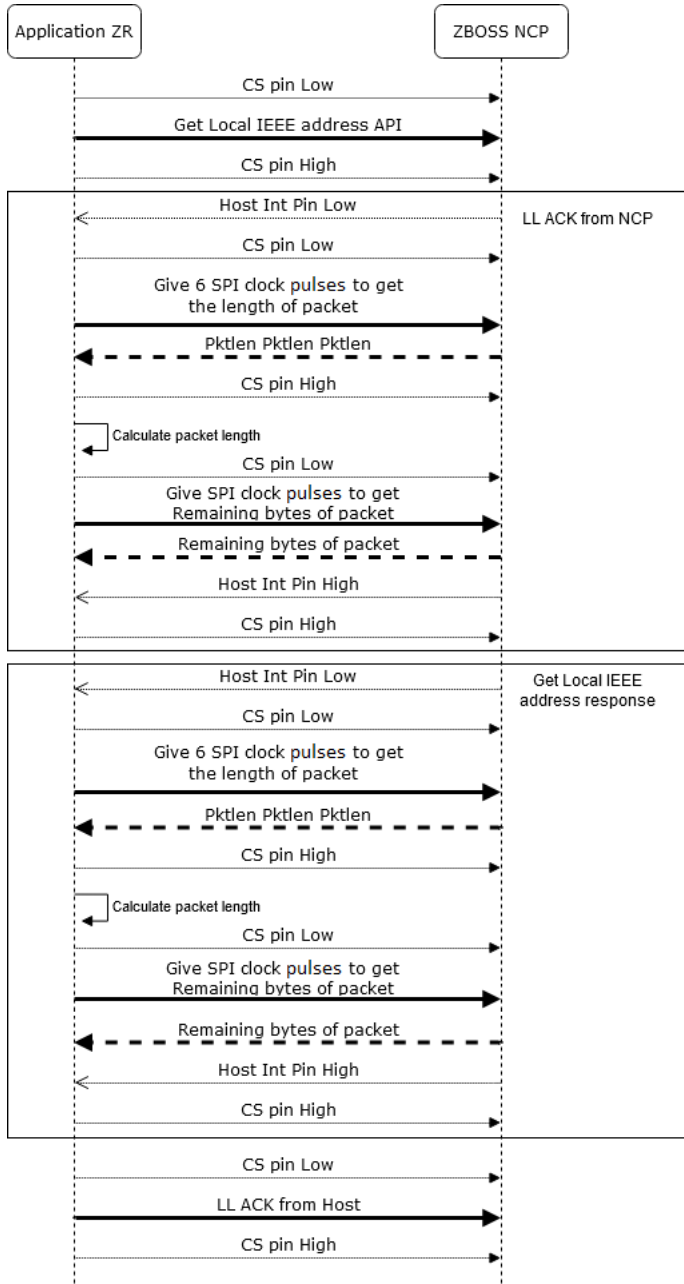 Application ZR
ZBOSS NCP
CS pin Low
Get Local IEEE address API
CS pin High
Host Int Pin Low
LL ACK from NCP
CS pin Low
Give 6 SPI clock pulses to get
the length of packet
Pktlen Pktlen Pktlen
CS pin High
Calculate packet length
CS pin Low
Give SPI clock pulses to get
Remaining bytes of packet
Remaining bytes of packet
Host Int Pin High
CS pin High
Host Int Pin Low
Get Local IEEE
address response
CS pin Low
Give 6 SPI clock pulses to get
the length of packet
Pktlen Pktlen Pktlen
CS pin High
Calculate packet length
CS pin Low
Give SPI clock pulses to get
Remaining bytes of packet
Remaining bytes of packet
Host Int Pin High
CS pin High
CS pin Low
LL ACK from Host
CS pin High